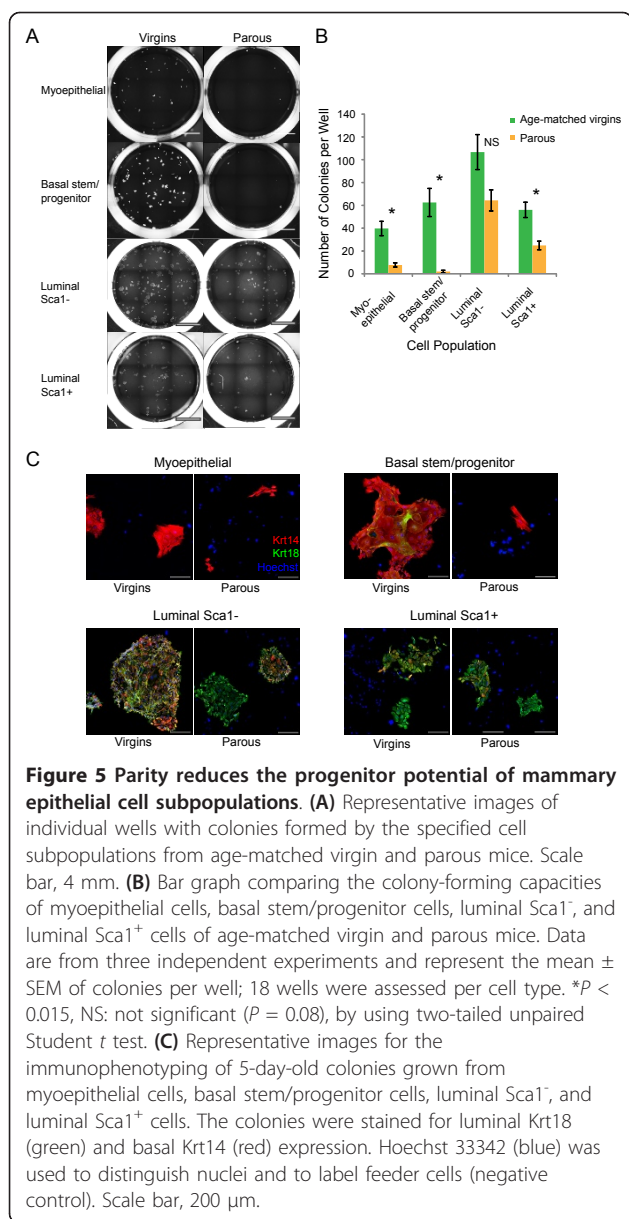 A
Virgins Parous
Myoepithelial
Basal stem/
progenitor
Luminal
Sca1-
Luminal
Sca1+
B
Number of Colonies per Well
140
120
100
80
60
40
20
0
Age-matched virgins
Parous
*
*
NS
*
Myo-
epithelial
Basal stem/
progenitor
Luminal
Sca1-
Luminal
Sca1+
Cell Population
C
Myoepithelial
Krt14
Krt18
Hoechst
Virgins Parous
Basal stem/progenitor
Virgins Parous
Luminal Sca1-
Virgins Parous
Luminal Sca1+
Virgins Parous
Figure 5 Parity reduces the progenitor potential of mammary
epithelial cell subpopulations. (A) Representative images of
individual wells with colonies formed by the specified cell
subpopulations from age-matched virgin and parous mice. Scale
bar, 4 mm. (B) Bar graph comparing the colony-forming capacities
of myoepithelial cells, basal stem/progenitor cells, luminal Sca1⁻, and
luminal Sca1⁺ cells of age-matched virgin and parous mice. Data
are from three independent experiments and represent the mean ±
SEM of colonies per well; 18 wells were assessed per cell type. *P <
0.015, NS: not significant (P = 0.08), by using two-tailed unpaired
Student t test. (C) Representative images for the
immunophenotyping of 5-day-old colonies grown from
myoepithelial cells, basal stem/progenitor cells, luminal Sca1⁻, and
luminal Sca1⁺ cells. The colonies were stained for luminal Krt18
(green) and basal Krt14 (red) expression. Hoechst 33342 (blue) was
used to distinguish nuclei and to label feeder cells (negative
control). Scale bar, 200 μm.